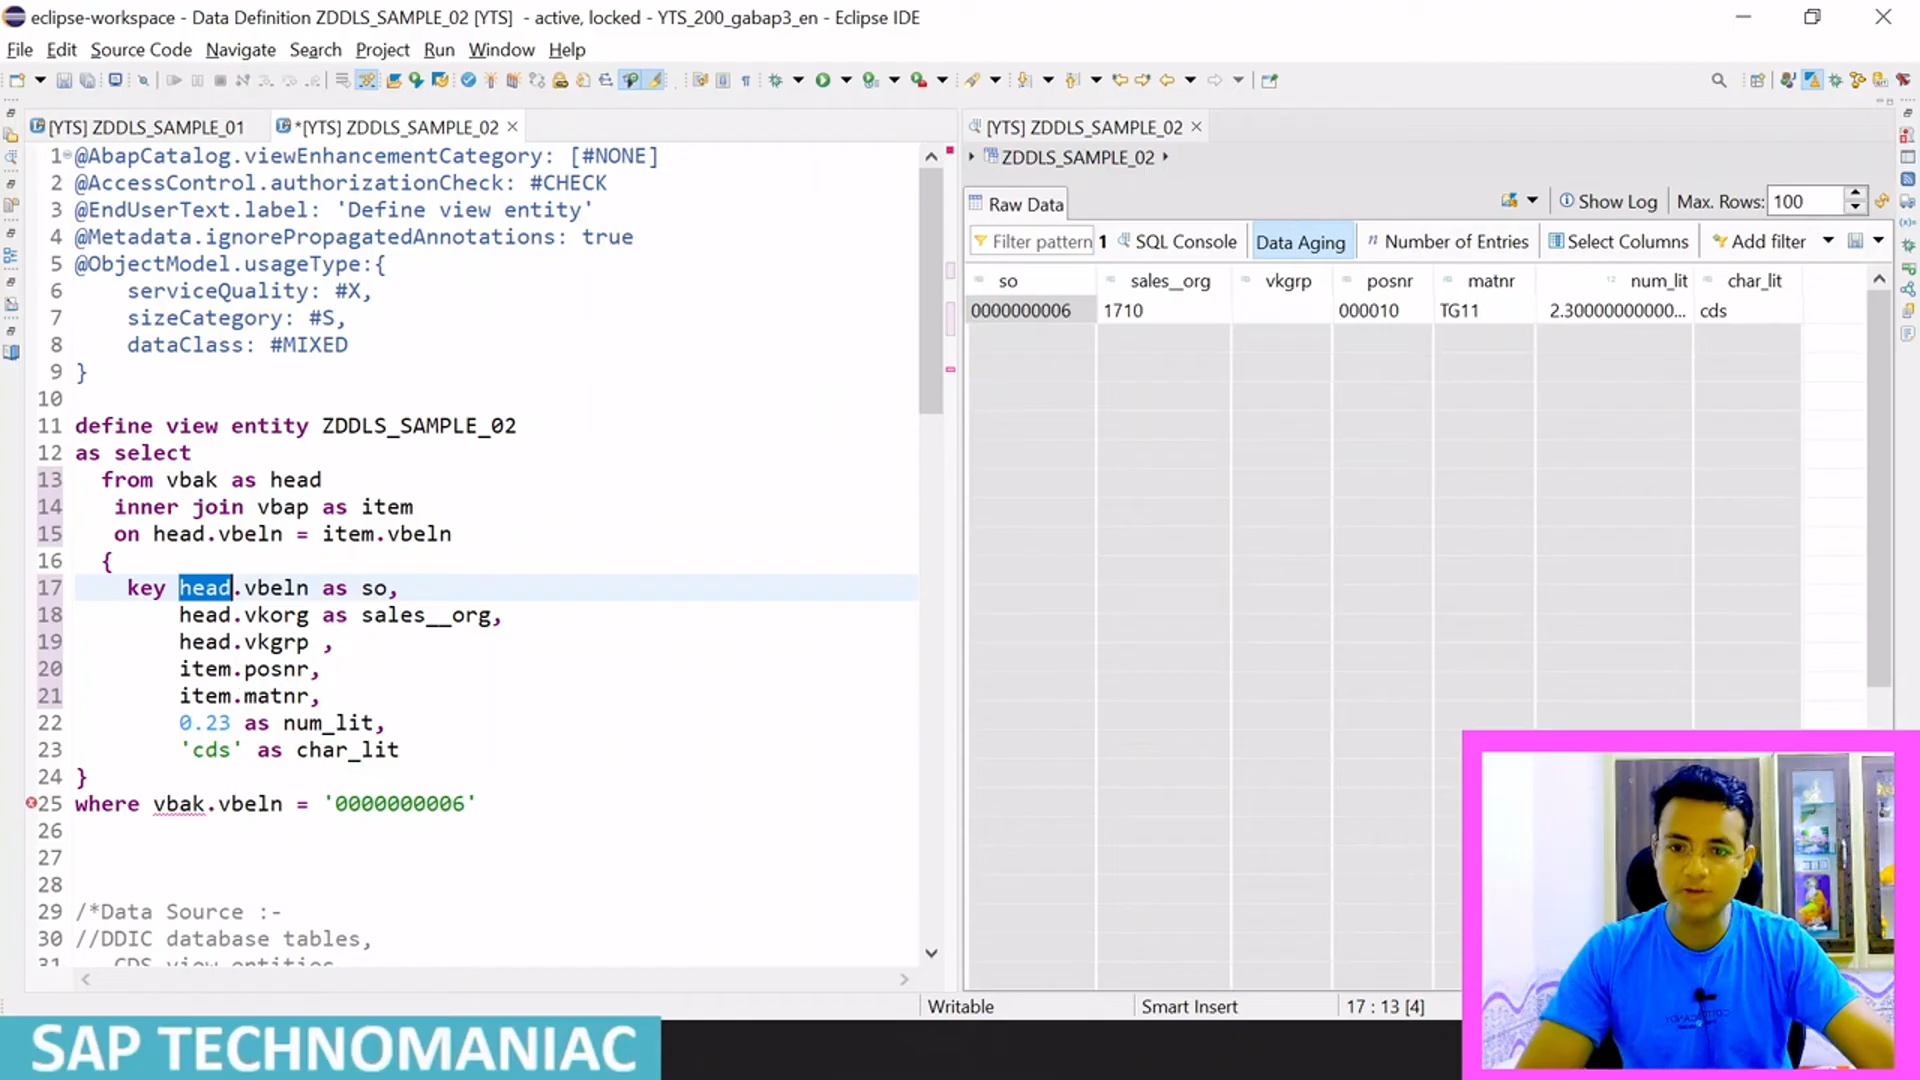 eclipse-workspace - Data Definition ZDDLS_SAMPLE_02 [YTS] - active, locked - YTS_200_gabap3_en - Eclipse IDE
File Edit Source Code Navigate Search Project Run Window Help
[YTS] ZDDLS_SAMPLE_01
*[YTS] ZDDLS_SAMPLE_02
1 @AbapCatalog.viewEnhancementCategory: [#NONE]
2 @AccessControl.authorizationCheck: #CHECK
3 @EndUserText.label: 'Define view entity'
4 @Metadata.ignorePropagatedAnnotations: true
5 @ObjectModel.usageType:{
6 serviceQuality: #X,
7 sizeCategory: #S,
8 dataClass: #MIXED
9 }
10
11 define view entity ZDDLS_SAMPLE_02
12 as select
13 from vbak as head
14 inner join vbap as item
15 on head.vbeln = item.vbeln
16 {
17 key head.vbeln as so,
18 head.vkorg as sales__org,
19 head.vkgrp ,
20 item.posnr,
21 item.matnr,
22 0.23 as num_lit,
23 'cds' as char_lit
24 }
25 where vbak.vbeln = '0000000006'
26
27
28
29 /*Data Source :-
30 //DDIC database tables,
31 CDS view entities
[YTS] ZDDLS_SAMPLE_02
ZDDLS_SAMPLE_02
Raw Data
Show Log
Max. Rows: 100
Filter pattern
1 SQL Console
Data Aging
Number of Entries
Select Columns
Add filter
so sales__org vkgrp posnr matnr num_lit char_lit
0000000006 1710 000010 TG11 2.30000000000... cds
Writable
Smart Insert
17 : 13 [4]
SAP TECHNOMANIAC